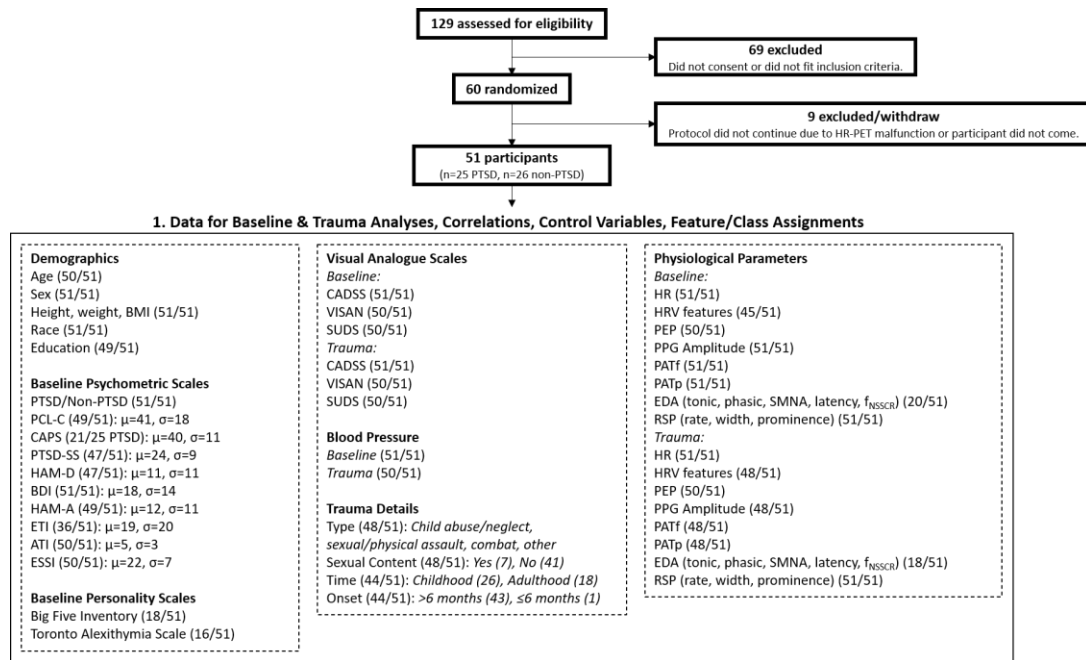 129 assessed for eligibility
69 excluded
Did not consent or did not fit inclusion criteria.
60 randomized
9 excluded/withdraw
Protocol did not continue due to HR-PET malfunction or participant did not come.
51 participants
(n=25 PTSD, n=26 non-PTSD)
1. Data for Baseline & Trauma Analyses, Correlations, Control Variables, Feature/Class Assignments
Demographics
Age (50/51)
Sex (51/51)
Height, weight, BMI (51/51)
Race (51/51)
Education (49/51)
Baseline Psychometric Scales
PTSD/Non-PTSD (51/51)
PCL-C (49/51): μ=41, σ=18
CAPS (21/25 PTSD): μ=40, σ=11
PTSD-SS (47/51): μ=24, σ=9
HAM-D (47/51): μ=11, σ=11
BDI (51/51): μ=18, σ=14
HAM-A (49/51): μ=12, σ=11
ETI (36/51): μ=19, σ=20
ATI (50/51): μ=5, σ=3
ESSI (50/51): μ=22, σ=7
Baseline Personality Scales
Big Five Inventory (18/51)
Toronto Alexithymia Scale (16/51)
Visual Analogue Scales
Baseline:
CADSS (51/51)
VISAN (50/51)
SUDS (50/51)
Trauma:
CADSS (51/51)
VISAN (50/51)
SUDS (50/51)
Blood Pressure
Baseline (51/51)
Trauma (50/51)
Trauma Details
Type (48/51): Child abuse/neglect,
sexual/physical assault, combat, other
Sexual Content (48/51): Yes (7), No (41)
Time (44/51): Childhood (26), Adulthood (18)
Onset (44/51): >6 months (43), ≤6 months (1)
Physiological Parameters
Baseline:
HR (51/51)
HRV features (45/51)
PEP (50/51)
PPG Amplitude (51/51)
PATf (51/51)
PATp (51/51)
EDA (tonic, phasic, SMNA, latency, fNSSCR) (20/51)
RSP (rate, width, prominence) (51/51)
Trauma:
HR (51/51)
HRV features (48/51)
PEP (50/51)
PPG Amplitude (48/51)
PATf (48/51)
PATp (48/51)
EDA (tonic, phasic, SMNA, latency, fNSSCR) (18/51)
RSP (rate, width, prominence) (51/51)